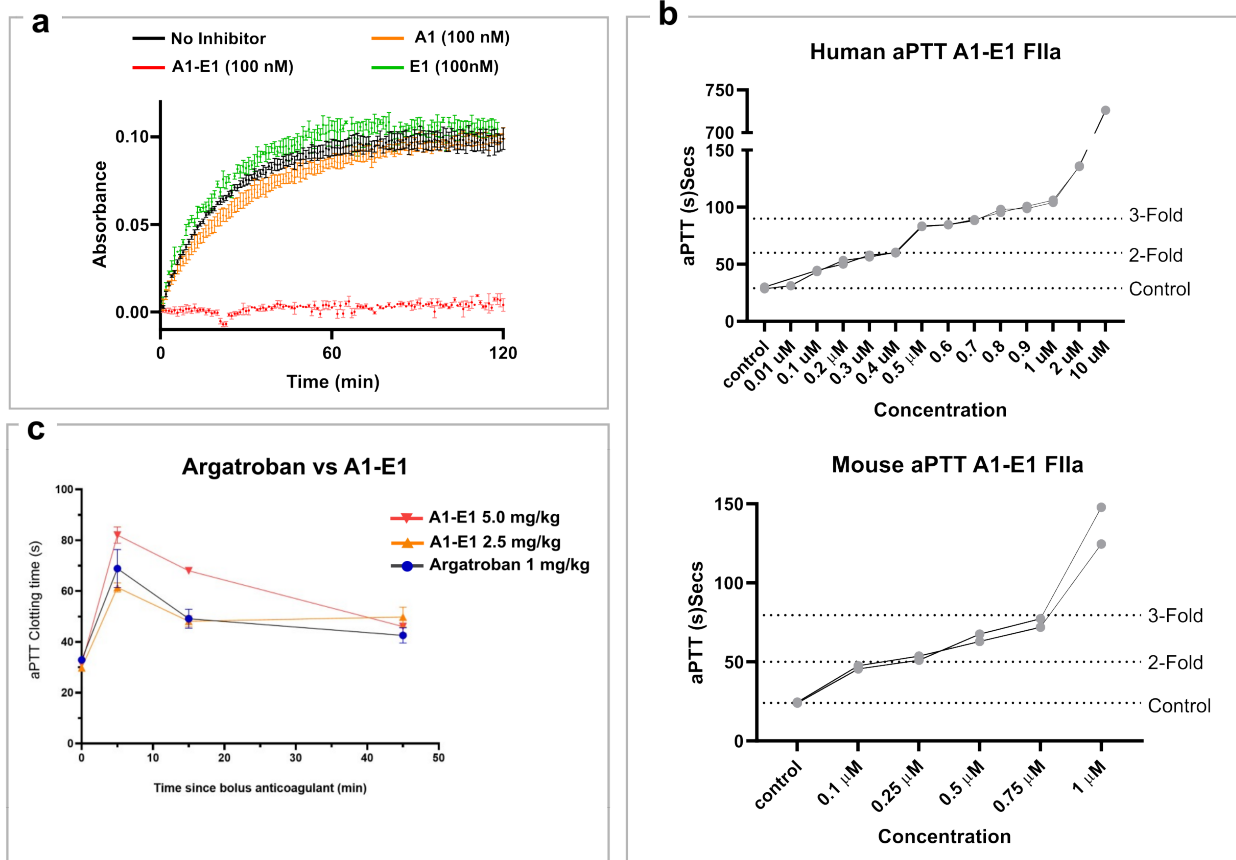 a
No Inhibitor
A1 (100 nM)
A1-E1 (100 nM)
E1 (100nM)
0.10
0.05
0.00
Absorbance
0
60
120
Time (min)
b
Human aPTT A1-E1 FIIa
750
700
150
100
50
0
aPTT (s)Secs
3-Fold
2-Fold
Control
control
0.01 uM
0.1 uM
0.2 μM
0.3 uM
0.4 uM
0.5 μM
0.6
0.7
0.8
0.9
1 uM
2 uM
10 uM
Concentration
c
Argatroban vs A1-E1
A1-E1 5.0 mg/kg
A1-E1 2.5 mg/kg
Argatroban 1 mg/kg
100
80
60
40
20
0
aPTT Clotting time (s)
0
10
20
30
40
50
Time since bolus anticoagulant (min)
Mouse aPTT A1-E1 FIIa
150
100
50
0
aPTT (s)Secs
3-Fold
2-Fold
Control
control
0.1 μM
0.25 μM
0.5 μM
0.75 μM
1 μM
Concentration